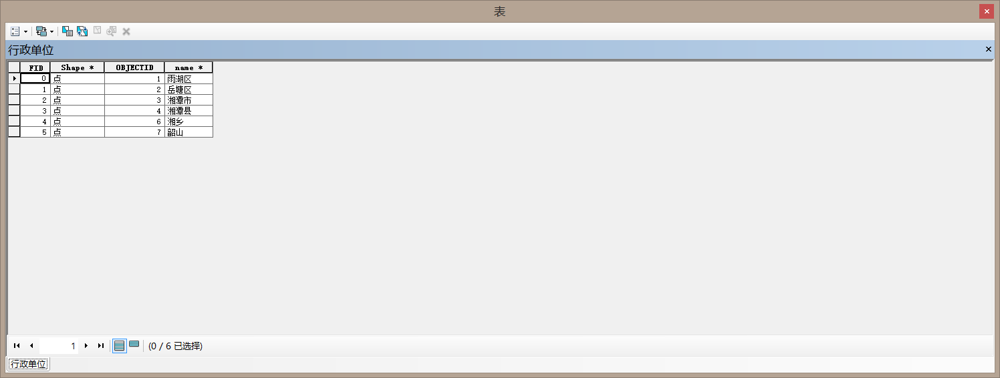 表
行政单位
FID Shape * OBJECTID name *
0 点 1 雨湖区
1 点 2 岳塘区
2 点 3 湘潭市
3 点 4 湘潭县
4 点 6 湘乡
5 点 7 韶山
1 (0 / 6 已选择)
行政单位